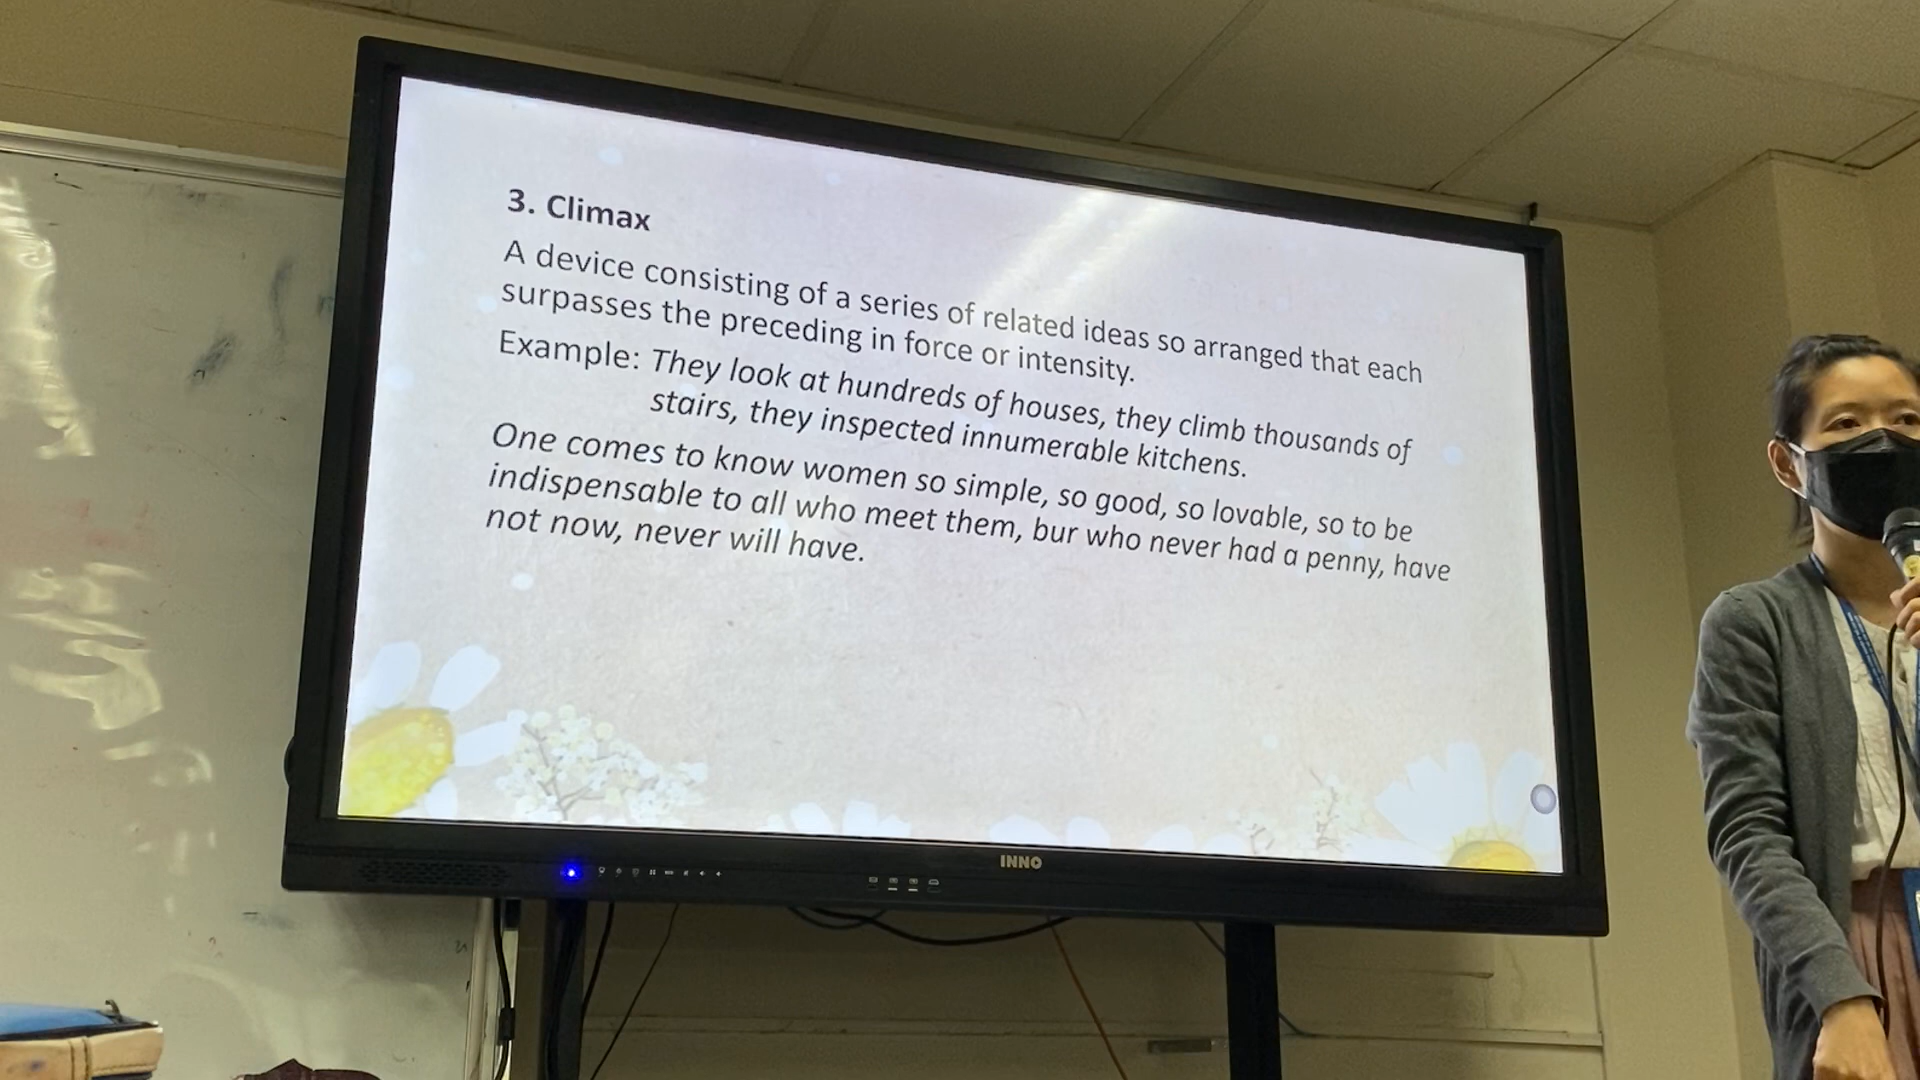 3. Climax
A device consisting of a series of related ideas so arranged that each
surpasses the preceding in force or intensity.
Example: They look at hundreds of houses, they climb thousands of
stairs, they inspected innumerable kitchens.
One comes to know women so simple, so good, so lovable, so to be
indispensable to all who meet them, bur who never had a penny, have
not now, never will have.
INNO